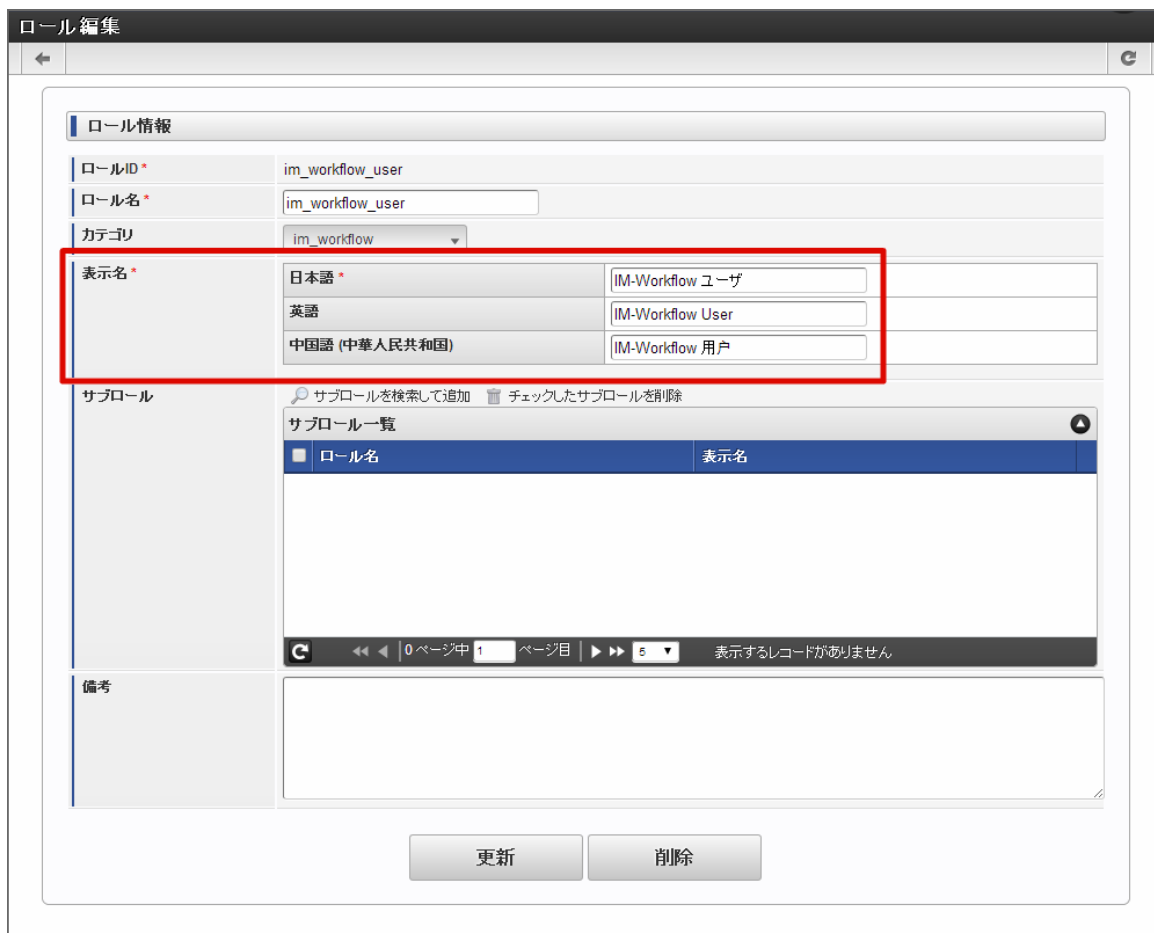 ロール編集
ロール情報
ロールID *
im_workflow_user
ロール名 *
im_workflow_user
カテゴリ
im_workflow
表示名 *
日本語 *
IM-Workflow ユーザ
英語
IM-Workflow User
中国語 (中華人民共和国)
IM-Workflow 用户
サブロール
サブロールを検索して追加 チェックしたサブロールを削除
サブロール一覧
ロール名 表示名
0 ページ中 1 ページ目 5 表示するレコードがありません
備考
更新 削除